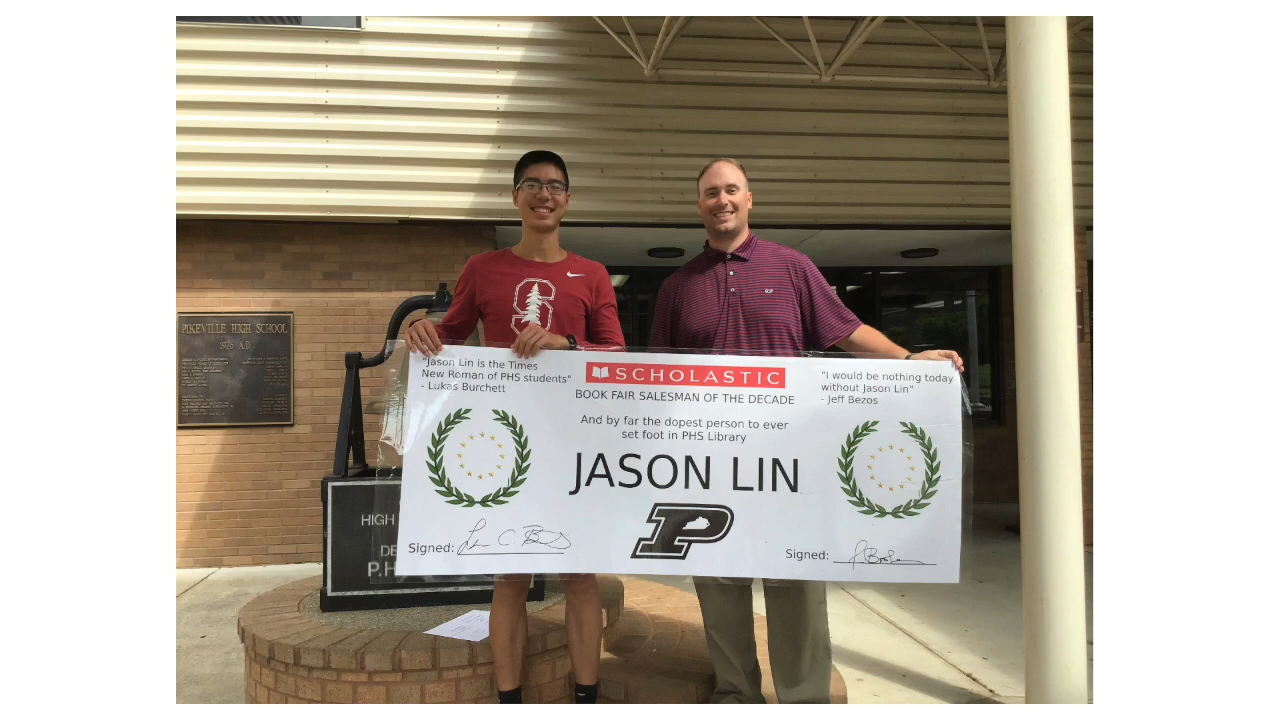 PIKEVILLE HIGH SCHOOL
1976 A.D.
"Jason Lin is the Times
New Roman of PHS students"
- Lukas Burchett
SCHOLASTIC
BOOK FAIR SALESMAN OF THE DECADE
And by far the dopest person to ever
set foot in PHS Library
JASON LIN
P
"I would be nothing today
without Jason Lin"
- Jeff Bezos
Signed:
Signed:
S
HIGH
DE
P.H